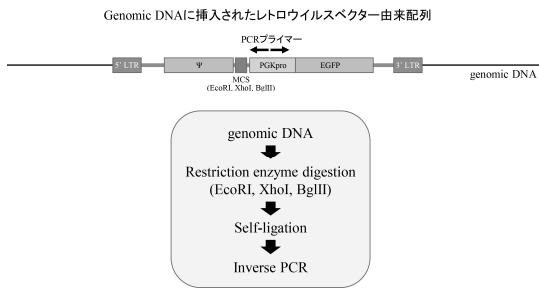 Genomic DNAに挿入されたレトロウイルスベクター由来配列
PCRプライマー
5' LTR
Ψ
PGKpro
EGFP
3' LTR
MCS
(EcoRI, XhoI, BglII)
genomic DNA
genomic DNA
Restriction enzyme digestion
(EcoRI, XhoI, BglII)
Self-ligation
Inverse PCR